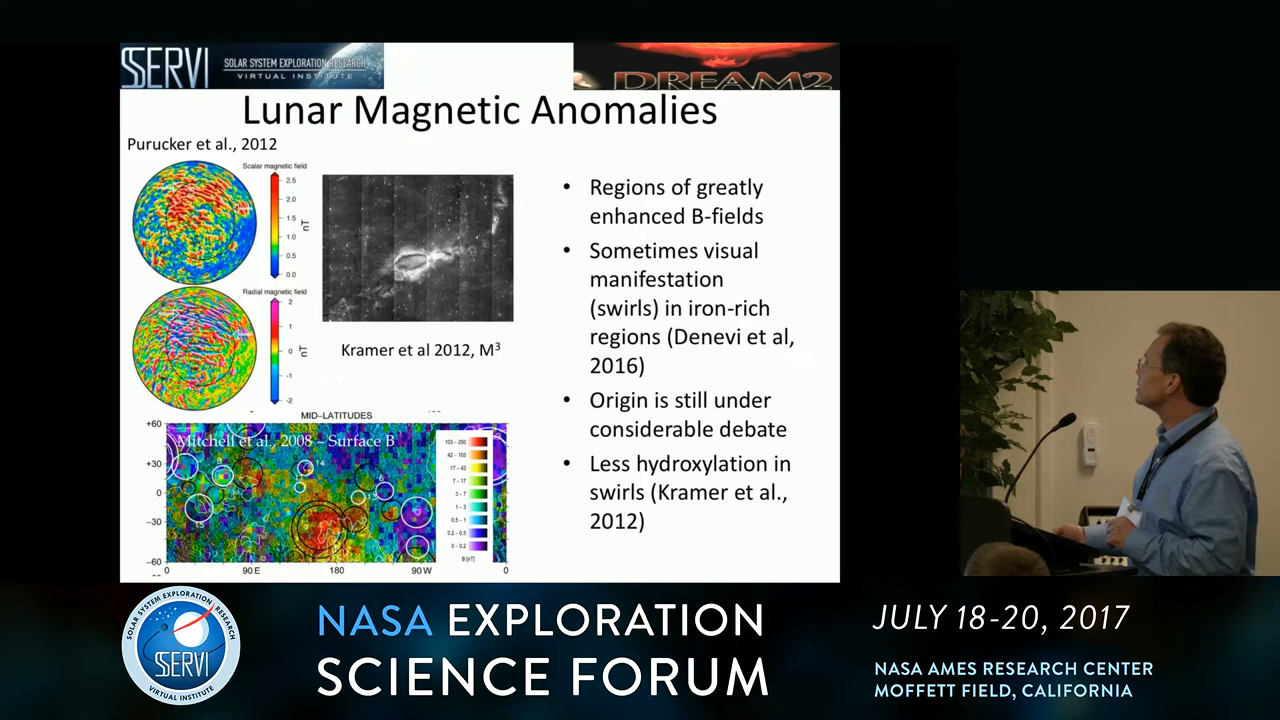 SSERVI
SOLAR SYSTEM EXPLORATION RESEARCH
VIRTUAL INSTITUTE
DREAM2
Lunar Magnetic Anomalies
Purucker et al., 2012
Scalar magnetic field
2.5
2.0
1.5
1.0
0.5
0.0
nT
Radial magnetic field
2
1
0
-1
-2
nT
Kramer et al 2012, M³
• Regions of greatly
enhanced B-fields
• Sometimes visual
manifestation
(swirls) in iron-rich
regions (Denevi et al,
2016)
• Origin is still under
considerable debate
• Less hydroxylation in
swirls (Kramer et al.,
2012)
MID–LATITUDES
Mitchell et al., 2008 – Surface B
+60
+30
0
−30
−60
0
90 E
180
90 W
0
103 – 250
42 – 103
17 – 42
7 – 17
3 – 7
1 – 3
0.5 – 1
0.2 – 0.5
0 – 0.2
B [nT]
SOLAR SYSTEM EXPLORATION RESEARCH
SSERVI
VIRTUAL INSTITUTE
NASA EXPLORATION
SCIENCE FORUM
JULY 18-20, 2017
NASA AMES RESEARCH CENTER
MOFFETT FIELD, CALIFORNIA